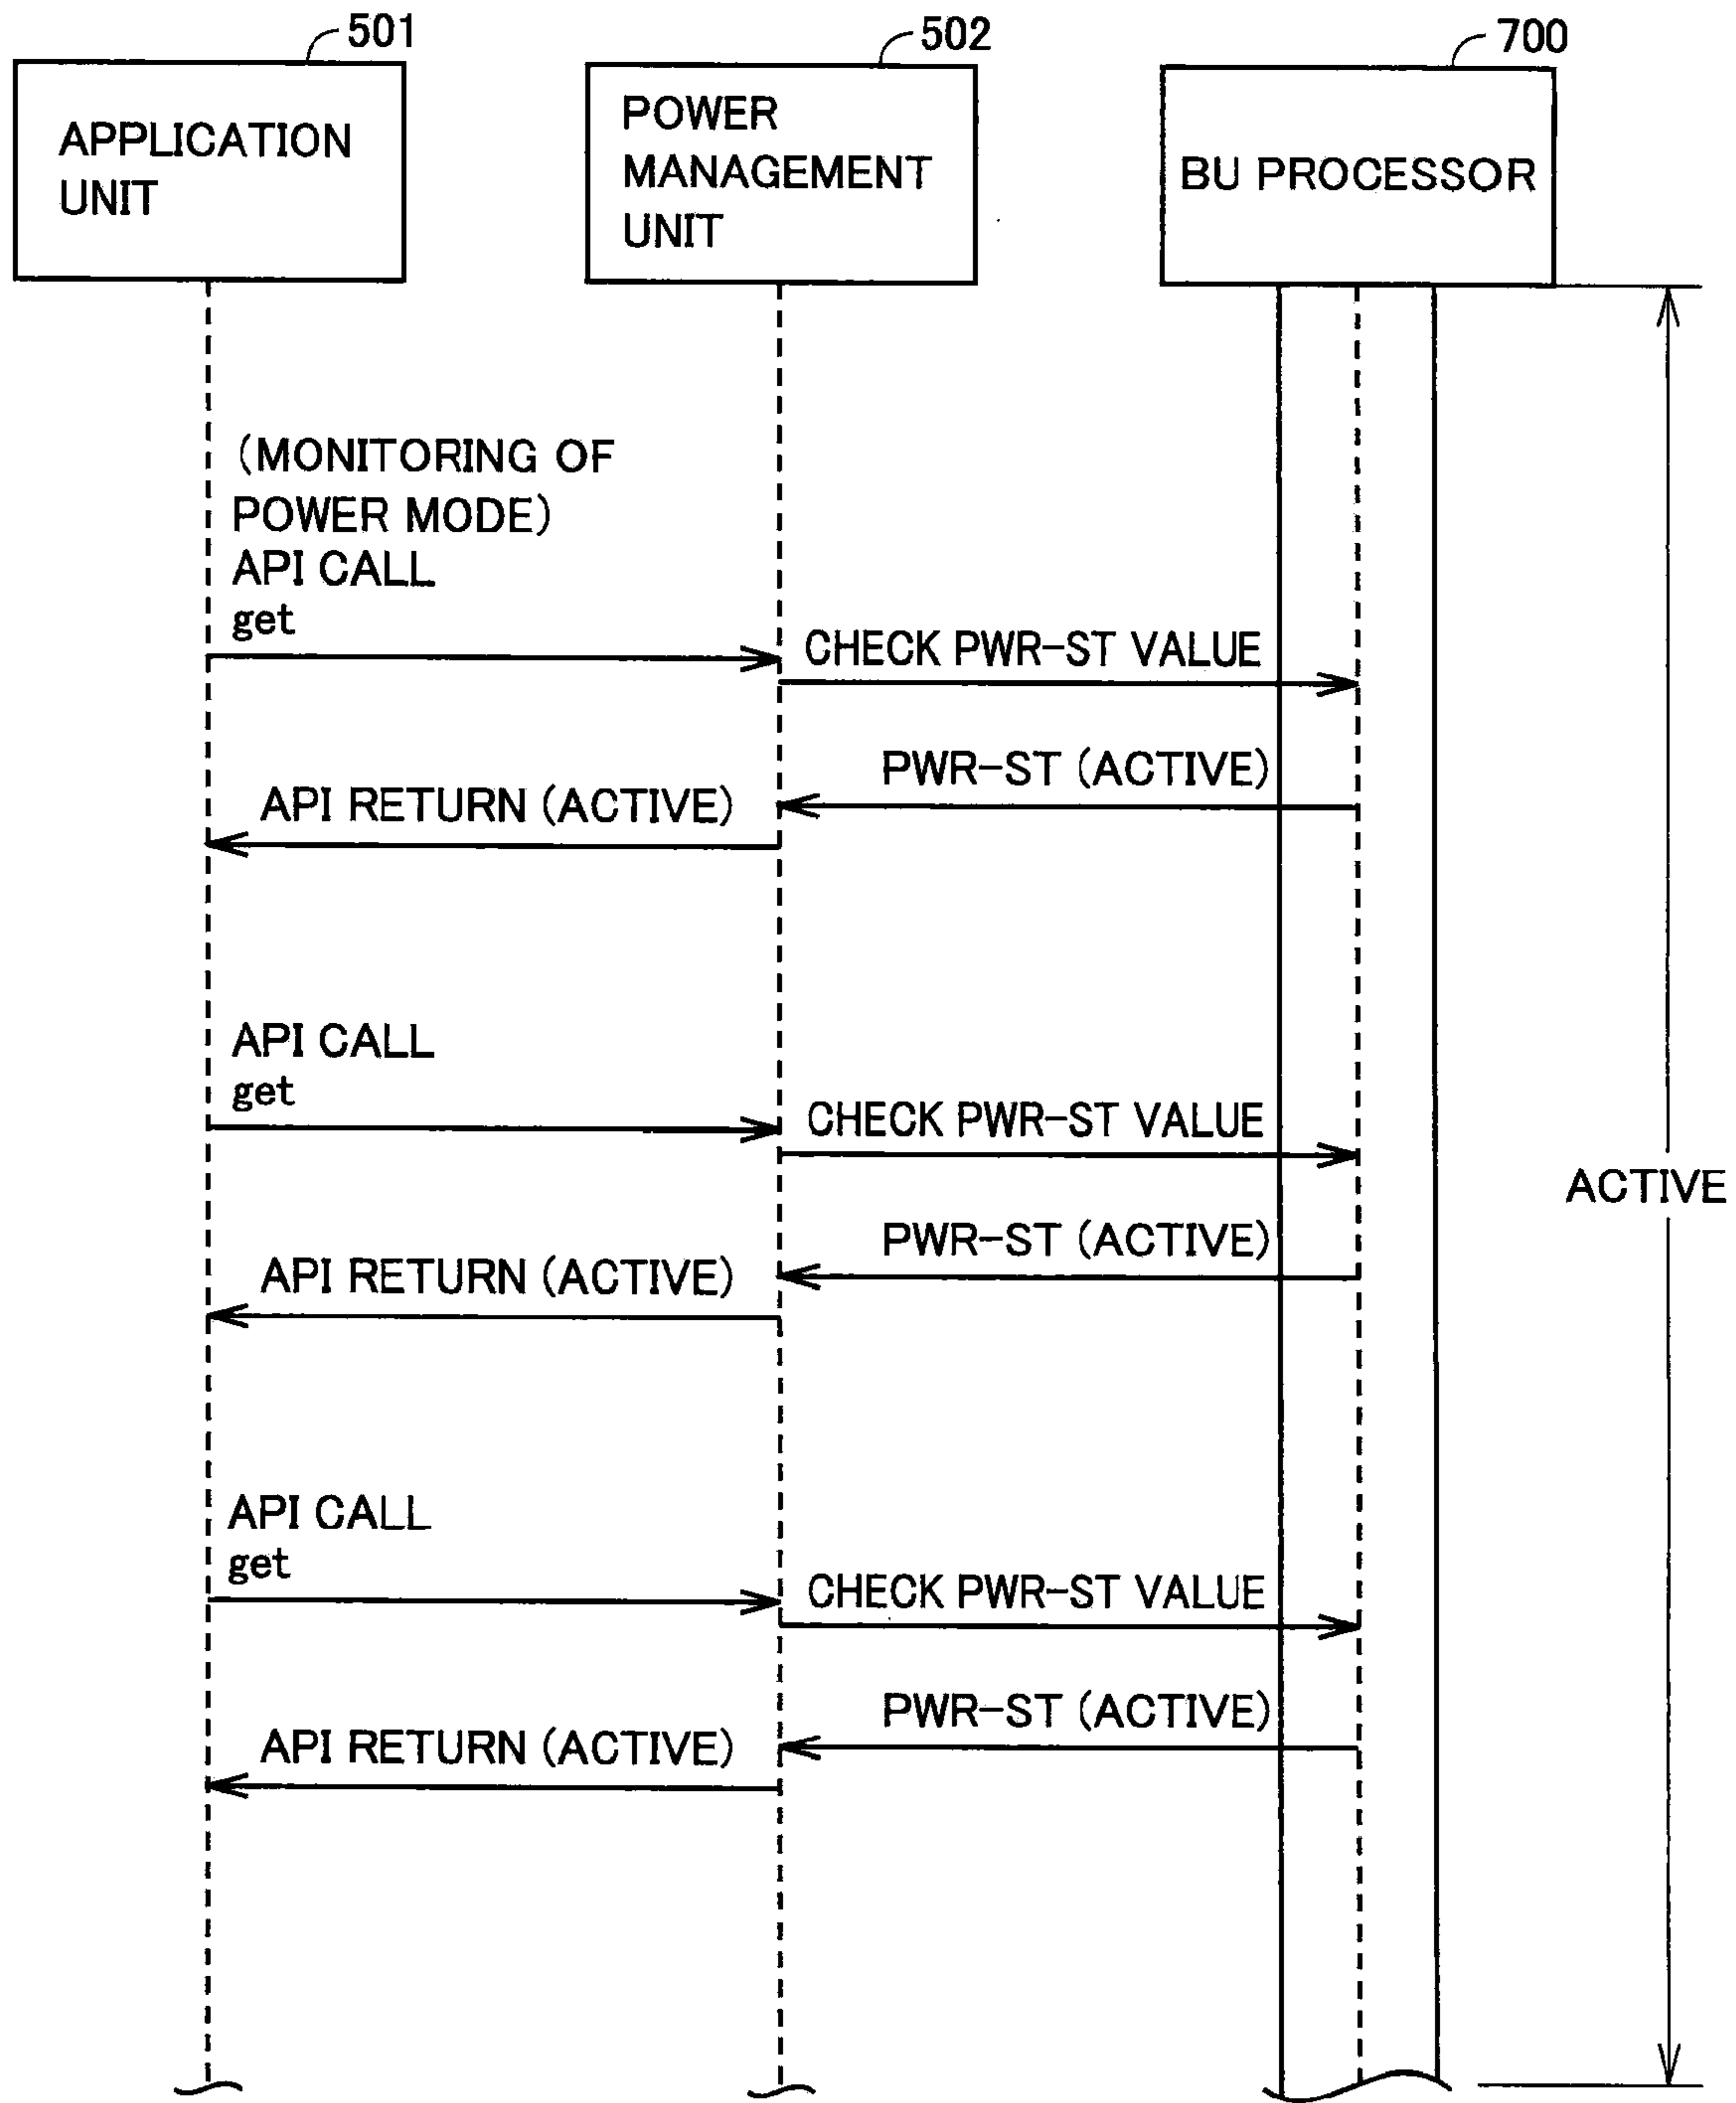 501
502
700
APPLICATION
UNIT
POWER
MANAGEMENT
UNIT
BU PROCESSOR
(MONITORING OF
POWER MODE)
API CALL
get
CHECK PWR-ST VALUE
PWR-ST (ACTIVE)
API RETURN (ACTIVE)
API CALL
get
CHECK PWR-ST VALUE
ACTIVE
PWR-ST (ACTIVE)
API RETURN (ACTIVE)
API CALL
get
CHECK PWR-ST VALUE
PWR-ST (ACTIVE)
API RETURN (ACTIVE)